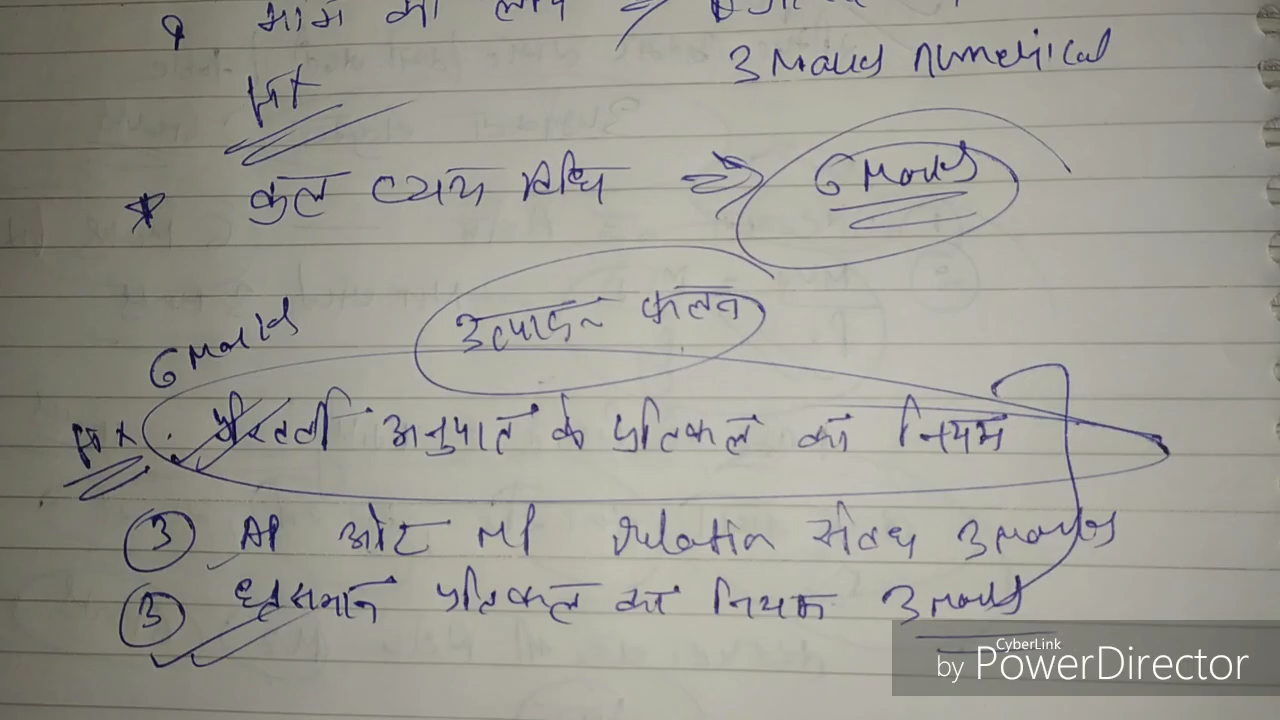 मांग की लोच ⇒
3 Marks numerical
* कुल व्यय विधि ⇒ 6 Marks
उत्पादन फलन
6 Marks
परिवर्ती अनुपात के प्रतिफल का नियम
③ AP और MP relation संबंध 3 Marks
③ ह्रासमान प्रतिफल का नियम 3 Marks
CyberLink
by PowerDirector